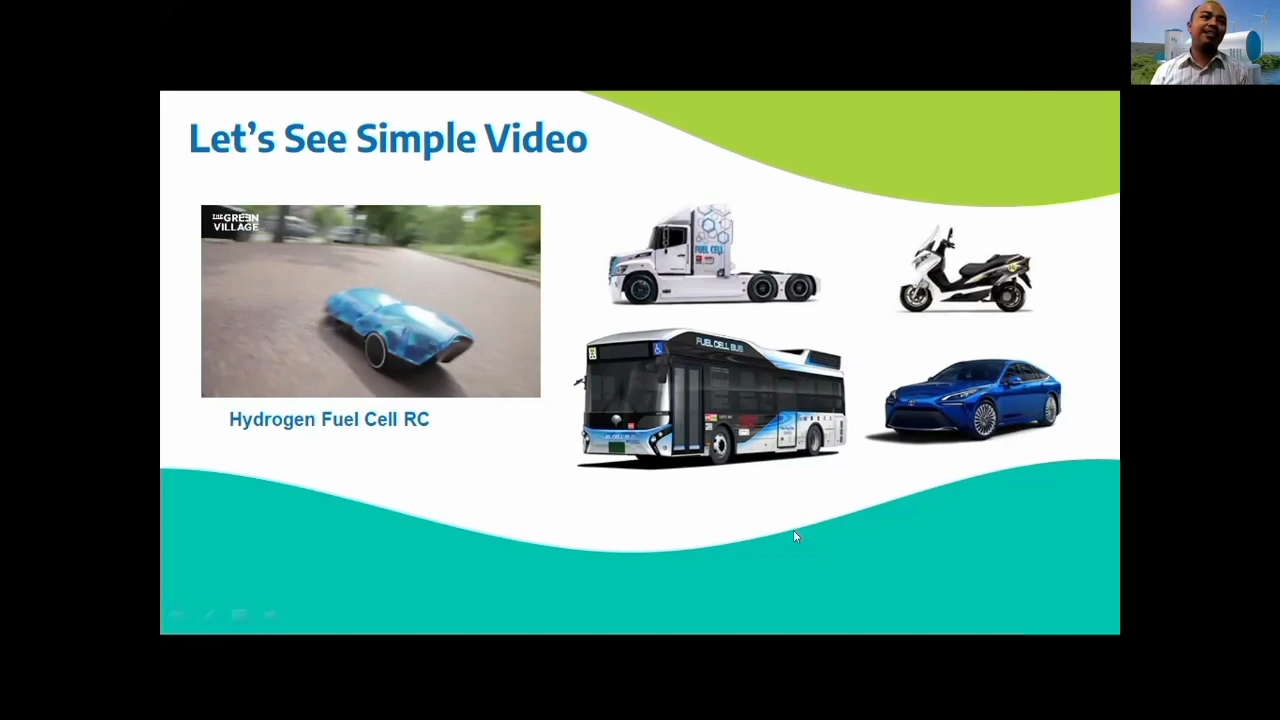 Let's See Simple Video
THE GREEN
VILLAGE
FUEL CELL
FUEL CELL BUS
Hydrogen Fuel Cell RC